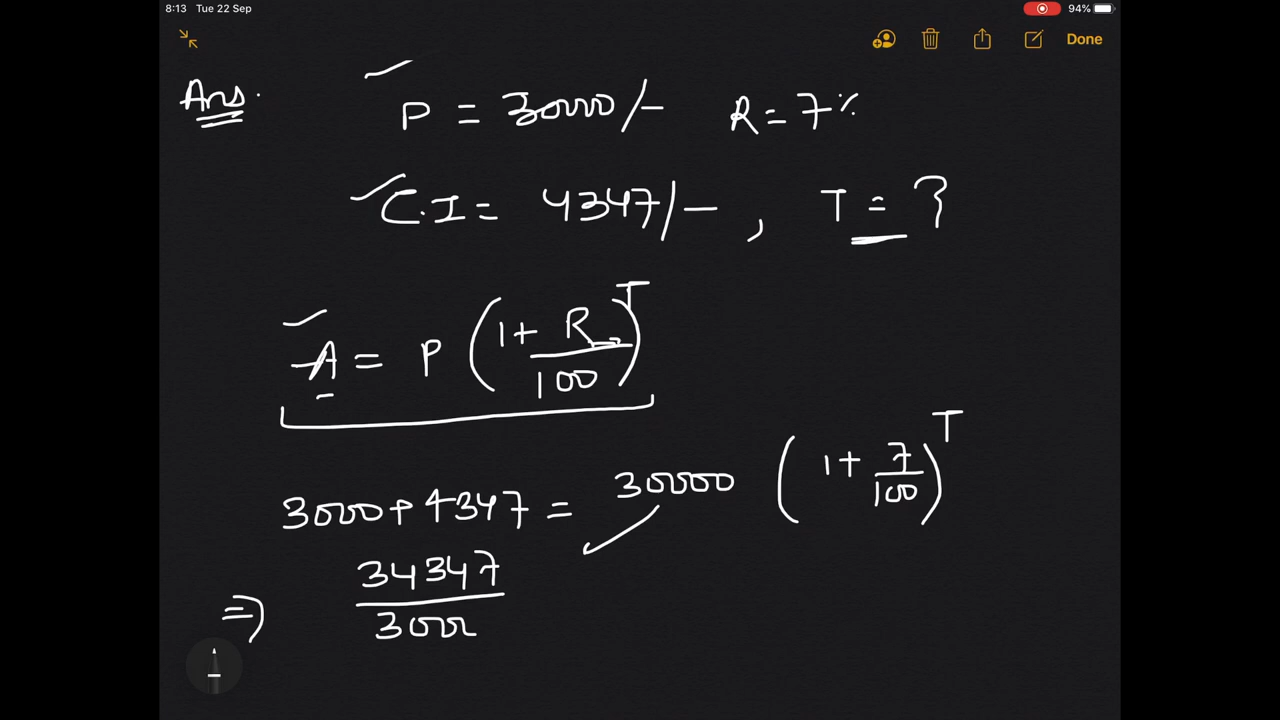 8:13 Tue 22 Sep 94%
Done
Ans. P = 30000/- R = 7%
C.I = 4347/- , T = ?
A = P (1 + R/100)^T
30000 + 4347 = 30000 (1 + 7/100)^T
⇒ 34347/3000